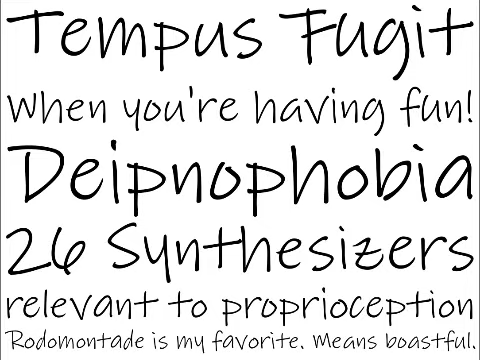 Tempus Fugit
When you're having fun!
Deipnophobia
26 Synthesizers
relevant to proprioception
Rodomontade is my favorite. Means boastful.